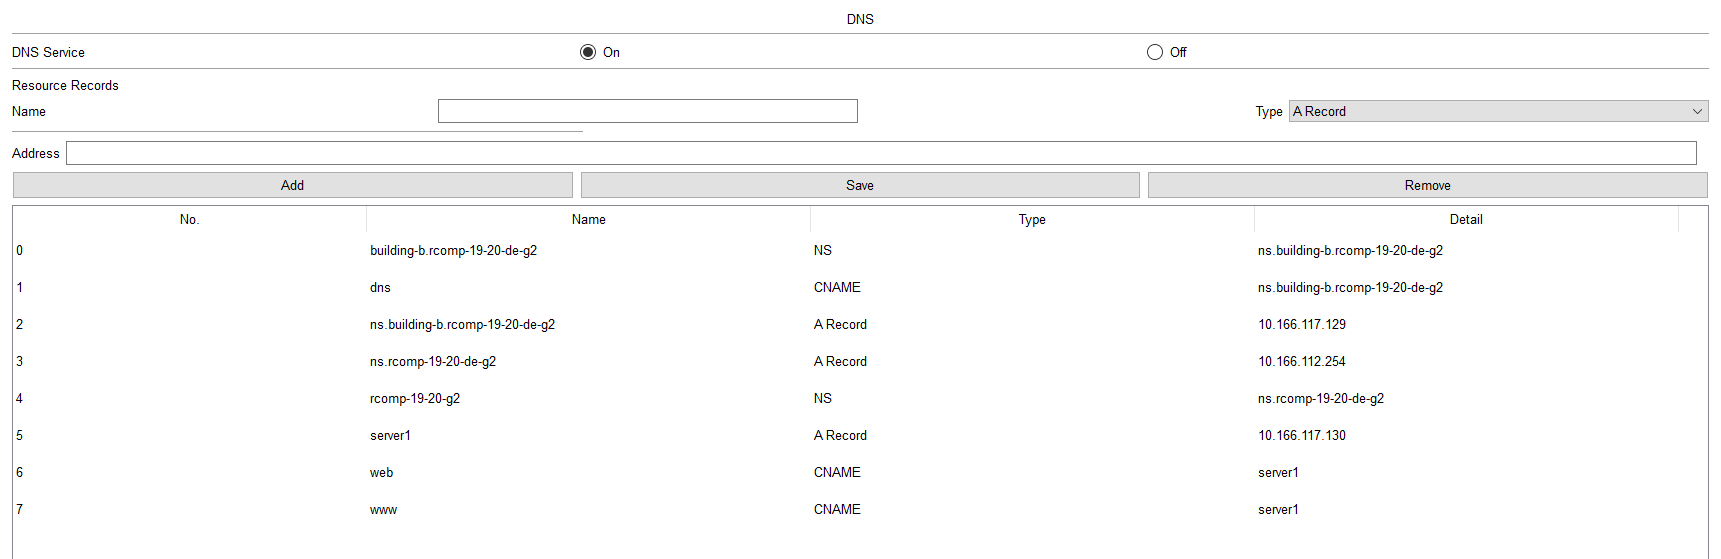 DNS
DNS Service On Off
Resource Records
Name Type A Record
Address
Add Save Remove
No. Name Type Detail
0 building-b.rcomp-19-20-de-g2 NS ns.building-b.rcomp-19-20-de-g2
1 dns CNAME ns.building-b.rcomp-19-20-de-g2
2 ns.building-b.rcomp-19-20-de-g2 A Record 10.166.117.129
3 ns.rcomp-19-20-de-g2 A Record 10.166.112.254
4 rcomp-19-20-g2 NS ns.rcomp-19-20-de-g2
5 server1 A Record 10.166.117.130
6 web CNAME server1
7 www CNAME server1